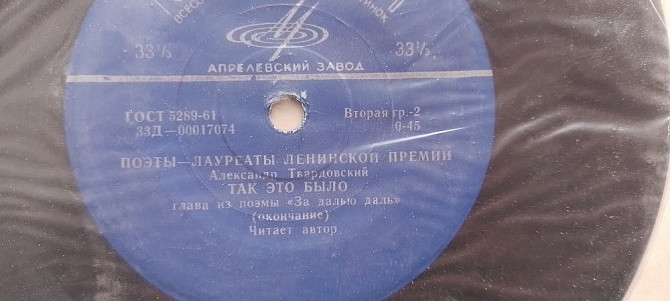 33⅓ 33⅓
АПРЕЛЕВСКИЙ ЗАВОД
ГОСТ 5289-61 Вторая гр.-2
33Д—00017074 0-45
ПОЭТЫ—ЛАУРЕАТЫ ЛЕНИНСКОЙ ПРЕМИИ
Александр Твардовский
ТАК ЭТО БЫЛО
глава из поэмы «За далью даль»
(окончание)
Читает автор